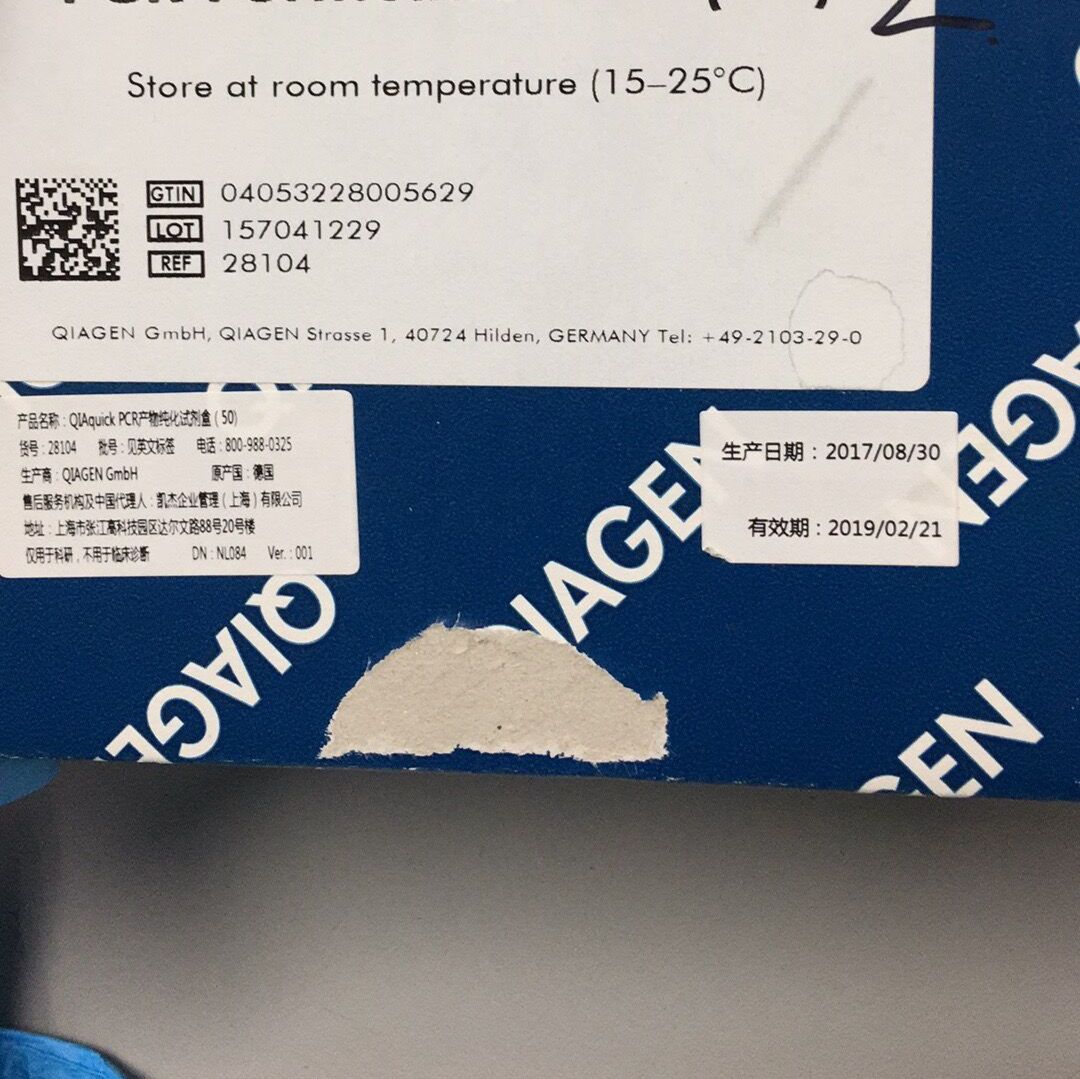 Store at room temperature (15–25°C)
GTIN 04053228005629
LOT 157041229
REF 28104
QIAGEN GmbH, QIAGEN Strasse 1, 40724 Hilden, GERMANY Tel: +49-2103-29-0
产品名称：QIAquick PCR产物纯化试剂盒（50）
货号：28104 批号：见英文标签 电话：800-988-0325
生产商：QIAGEN GmbH 原产国：德国
售后服务机构及中国代理人：凯杰企业管理（上海）有限公司
地址：上海市张江高科技园区达尔文路88号20号楼
仅用于科研，不用于临床诊断 DN：NL084 Ver.：001
生产日期：2017/08/30
有效期：2019/02/21
QIAGEN
AGEN
QIAGE
GEN